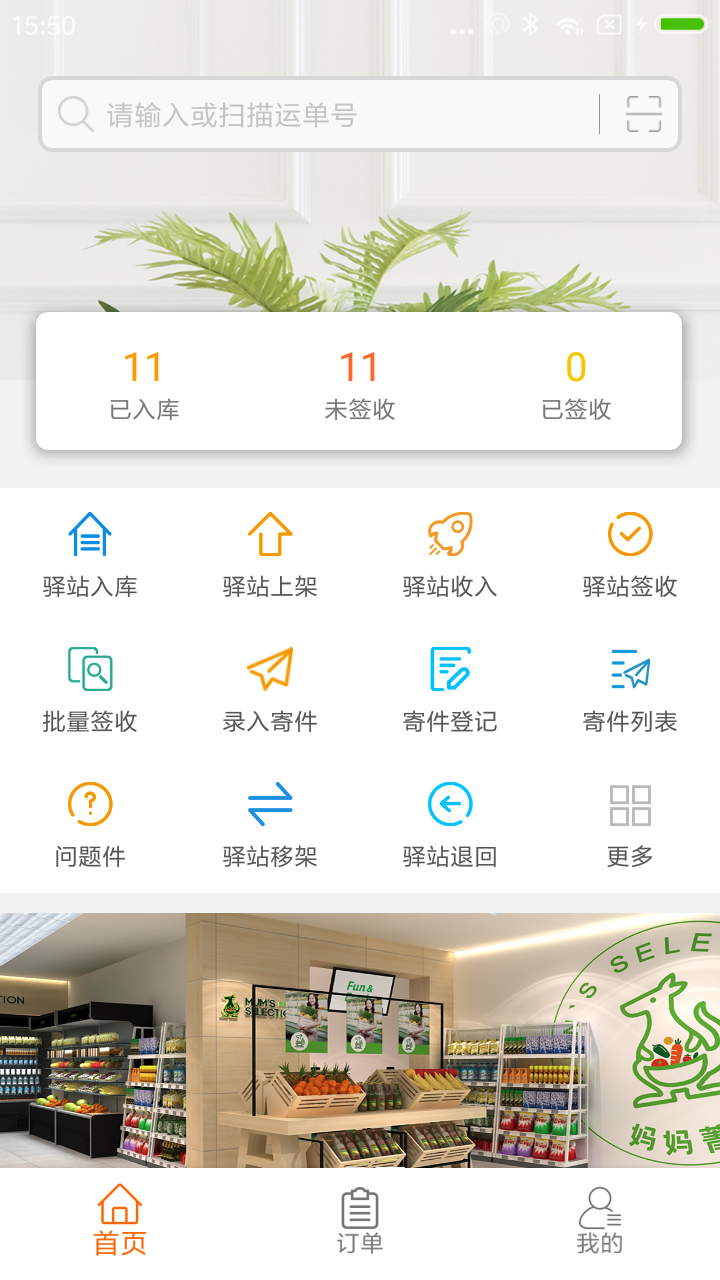 15:50
请输入或扫描运单号
11
11
0
已入库
未签收
已签收
驿站入库
驿站上架
驿站收入
驿站签收
批量签收
录入寄件
寄件登记
寄件列表
问题件
驿站移架
驿站退回
更多
TION
MUM'S
SELECTIO
Fun &
'S SELE
妈妈菁
首页
订单
我的